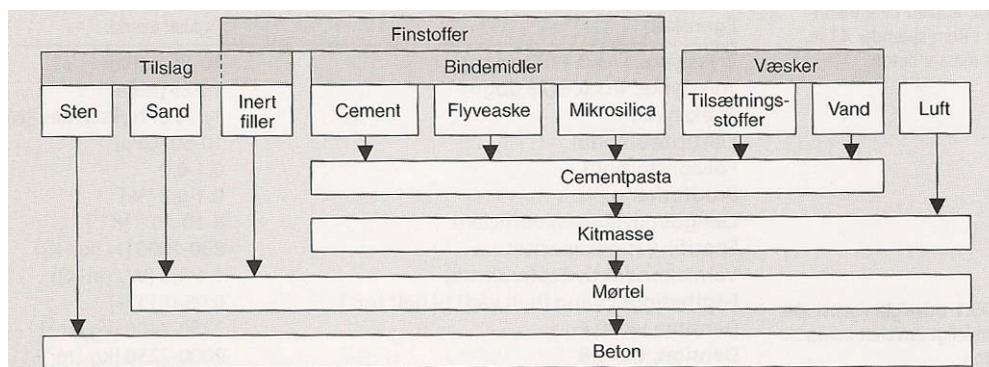 Finstoffer
Tilslag
Bindemidler
Væsker
Sten
Sand
Inert
filler
Cement
Flyveaske
Mikrosilica
Tilsætnings-
stoffer
Vand
Luft
Cementpasta
Kitmasse
Mørtel
Beton